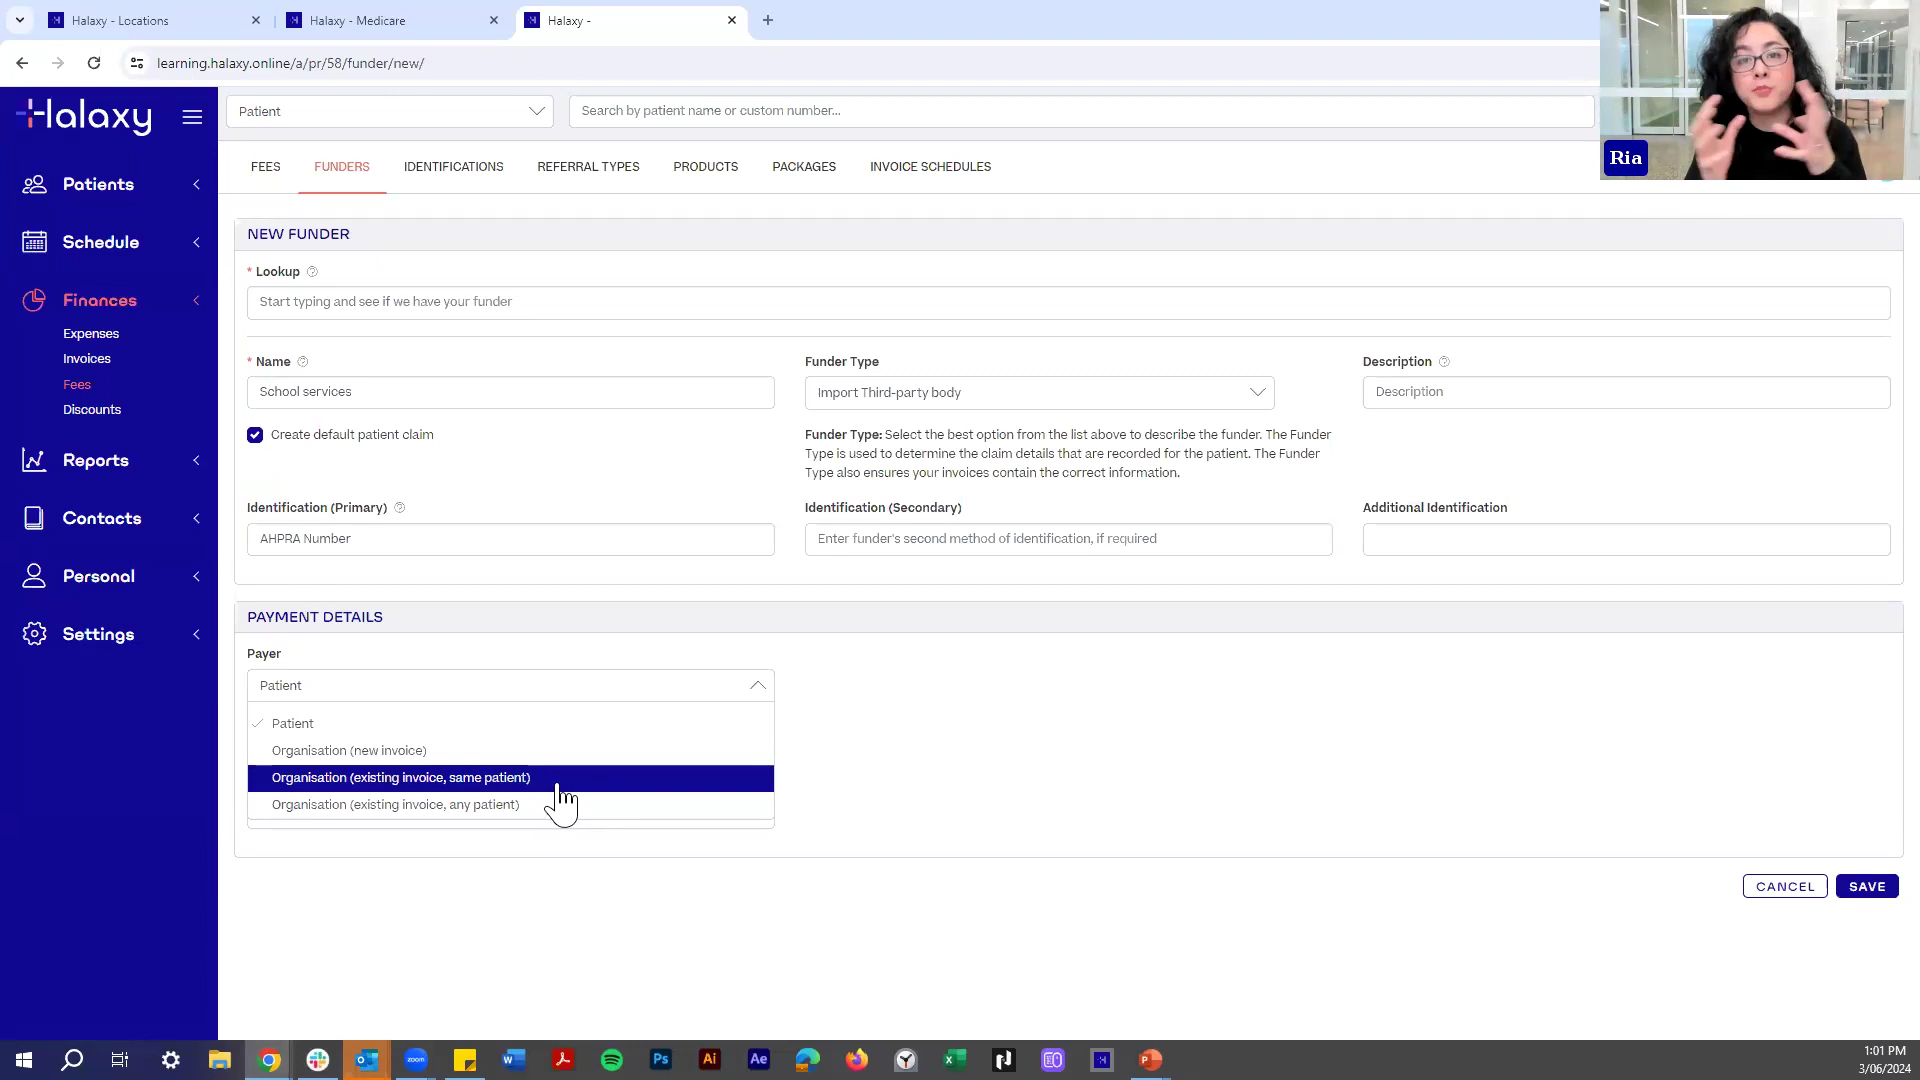 Halaxy - Locations
Halaxy - Medicare
Halaxy -
learning.halaxy.online/a/pr/58/funder/new/
Halaxy
Patient
Search by patient name or custom number...
Ria
FEES
FUNDERS
IDENTIFICATIONS
REFERRAL TYPES
PRODUCTS
PACKAGES
INVOICE SCHEDULES
Patients
Schedule
Finances
Expenses
Invoices
Fees
Discounts
Reports
Contacts
Personal
Settings
NEW FUNDER
* Lookup
Start typing and see if we have your funder
* Name
Funder Type
Description
School services
Import Third-party body
Description
Create default patient claim
Funder Type: Select the best option from the list above to describe the funder. The Funder
Type is used to determine the claim details that are recorded for the patient. The Funder
Type also ensures your invoices contain the correct information.
Identification (Primary)
Identification (Secondary)
Additional Identification
AHPRA Number
Enter funder's second method of identification, if required
PAYMENT DETAILS
Payer
Patient
Patient
Organisation (new invoice)
Organisation (existing invoice, same patient)
Organisation (existing invoice, any patient)
CANCEL
SAVE
zoom
Ps
Ai
Ae
1:01 PM
3/06/2024